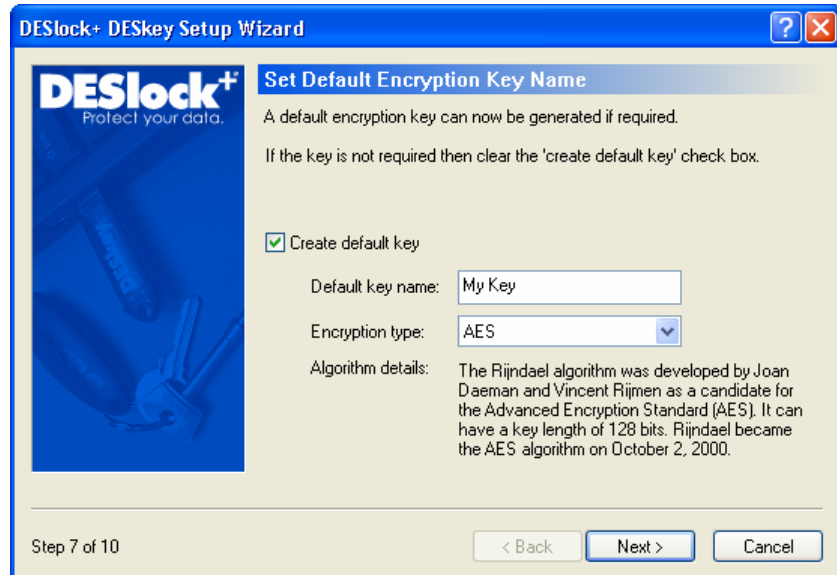 DESlock+ DESkey Setup Wizard
DESlock+
Protect your data.
DESkey
Set Default Encryption Key Name
A default encryption key can now be generated if required.
If the key is not required then clear the 'create default key' check box.
Create default key
Default key name: My Key
Encryption type: AES
Algorithm details: The Rijndael algorithm was developed by Joan
Daeman and Vincent Rijmen as a candidate for
the Advanced Encryption Standard (AES). It can
have a key length of 128 bits. Rijndael became
the AES algorithm on October 2, 2000.
Step 7 of 10
< Back Next > Cancel